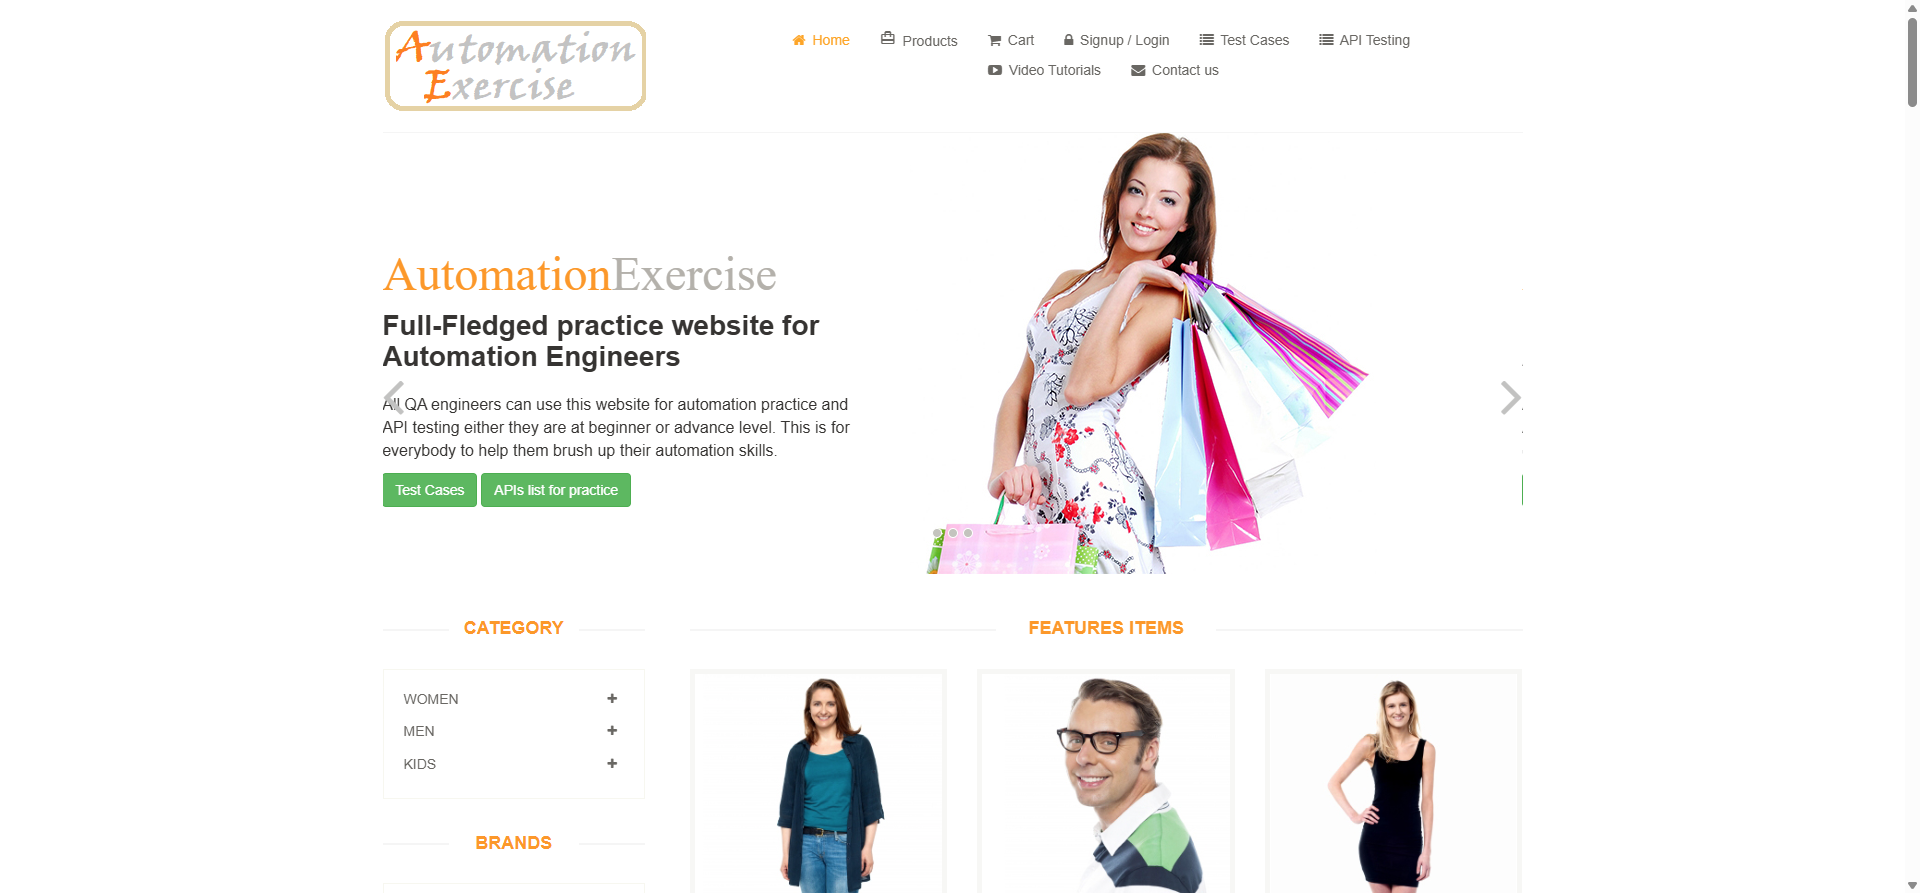 Automation
Exercise
Home
Products
Cart
Signup / Login
Test Cases
API Testing
Video Tutorials
Contact us
AutomationExercise
Full-Fledged practice website for
Automation Engineers
All QA engineers can use this website for automation practice and
API testing either they are at beginner or advance level. This is for
everybody to help them brush up their automation skills.
Test Cases
APIs list for practice
CATEGORY
WOMEN
MEN
KIDS
BRANDS
FEATURES ITEMS